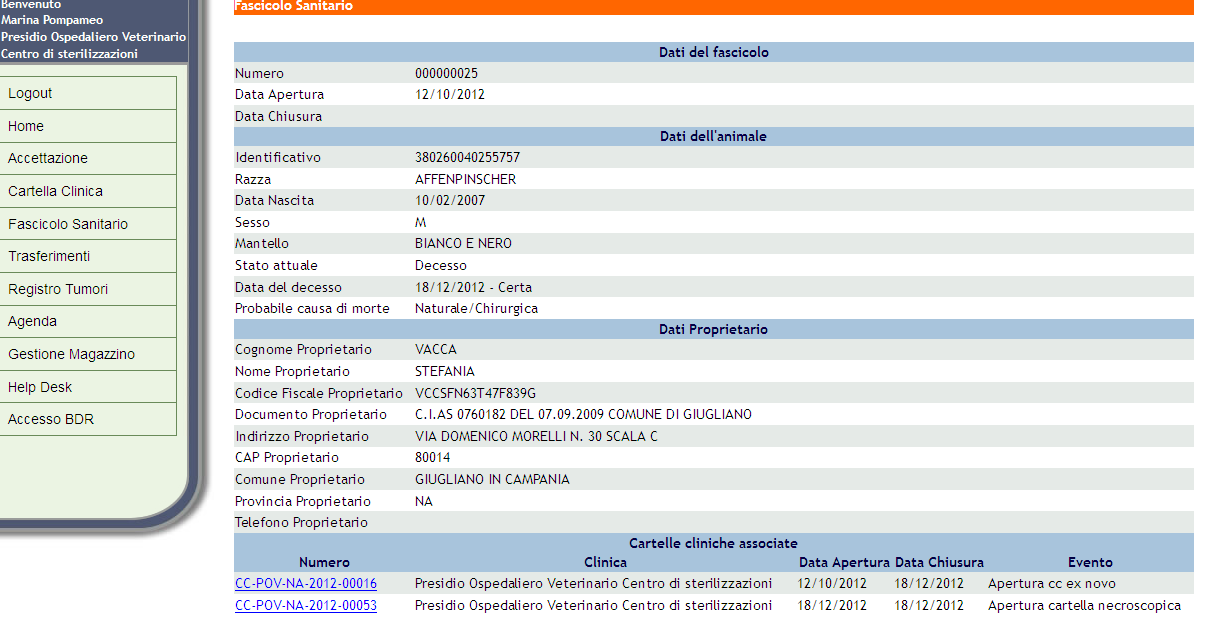 Benvenuto
Marina Pompameo
Presidio Ospedaliero Veterinario
Centro di sterilizzazioni
Logout
Home
Accettazione
Cartella Clinica
Fascicolo Sanitario
Trasferimenti
Registro Tumori
Agenda
Gestione Magazzino
Help Desk
Accesso BDR
Fascicolo Sanitario
Dati del fascicolo
Numero 000000025
Data Apertura 12/10/2012
Data Chiusura
Dati dell'animale
Identificativo 380260040255757
Razza AFFENPINSCHER
Data Nascita 10/02/2007
Sesso M
Mantello BIANCO E NERO
Stato attuale Decesso
Data del decesso 18/12/2012 - Certa
Probabile causa di morte Naturale/Chirurgica
Dati Proprietario
Cognome Proprietario VACCA
Nome Proprietario STEFANIA
Codice Fiscale Proprietario VCCSFN63T47F839G
Documento Proprietario C.I.AS 0760182 DEL 07.09.2009 COMUNE DI GIUGLIANO
Indirizzo Proprietario VIA DOMENICO MORELLI N. 30 SCALA C
CAP Proprietario 80014
Comune Proprietario GIUGLIANO IN CAMPANIA
Provincia Proprietario NA
Telefono Proprietario
Cartelle cliniche associate
Numero Clinica Data Apertura Data Chiusura Evento
CC-POV-NA-2012-00016 Presidio Ospedaliero Veterinario Centro di sterilizzazioni 12/10/2012 18/12/2012 Apertura cc ex novo
CC-POV-NA-2012-00053 Presidio Ospedaliero Veterinario Centro di sterilizzazioni 18/12/2012 18/12/2012 Apertura cartella necroscopica